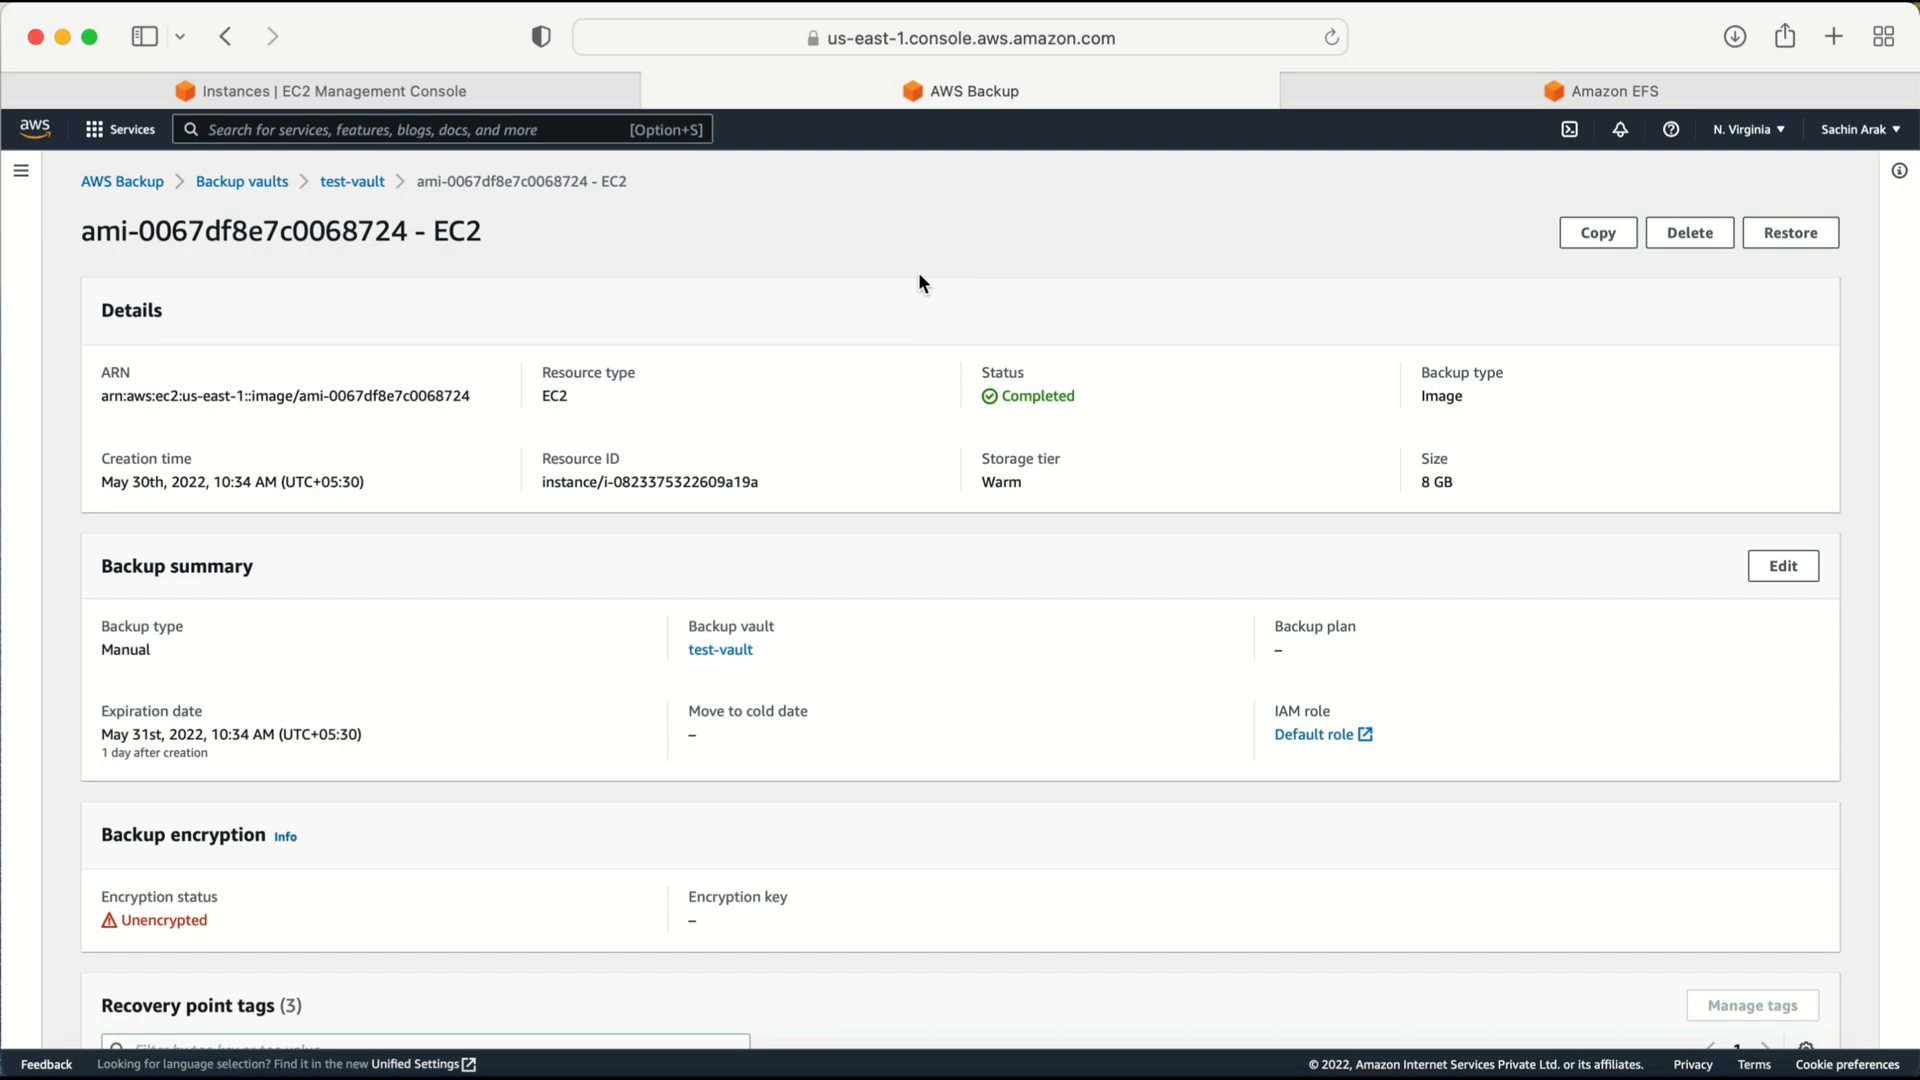 us-east-1.console.aws.amazon.com
Instances | EC2 Management Console
AWS Backup
Amazon EFS
aws
Services
Search for services, features, blogs, docs, and more
[Option+S]
N. Virginia
Sachin Arak
AWS Backup
Backup vaults
test-vault
ami-0067df8e7c0068724 - EC2
ami-0067df8e7c0068724 - EC2
Copy
Delete
Restore
Details
ARN
arn:aws:ec2:us-east-1::image/ami-0067df8e7c0068724
Resource type
EC2
Status
Completed
Backup type
Image
Creation time
May 30th, 2022, 10:34 AM (UTC+05:30)
Resource ID
instance/i-0823375322609a19a
Storage tier
Warm
Size
8 GB
Backup summary
Edit
Backup type
Manual
Backup vault
test-vault
Backup plan
–
Expiration date
May 31st, 2022, 10:34 AM (UTC+05:30)
1 day after creation
Move to cold date
–
IAM role
Default role
Backup encryption
Info
Encryption status
Unencrypted
Encryption key
–
Recovery point tags (3)
Manage tags
Feedback
Looking for language selection? Find it in the new Unified Settings
© 2022, Amazon Internet Services Private Ltd. or its affiliates.
Privacy
Terms
Cookie preferences